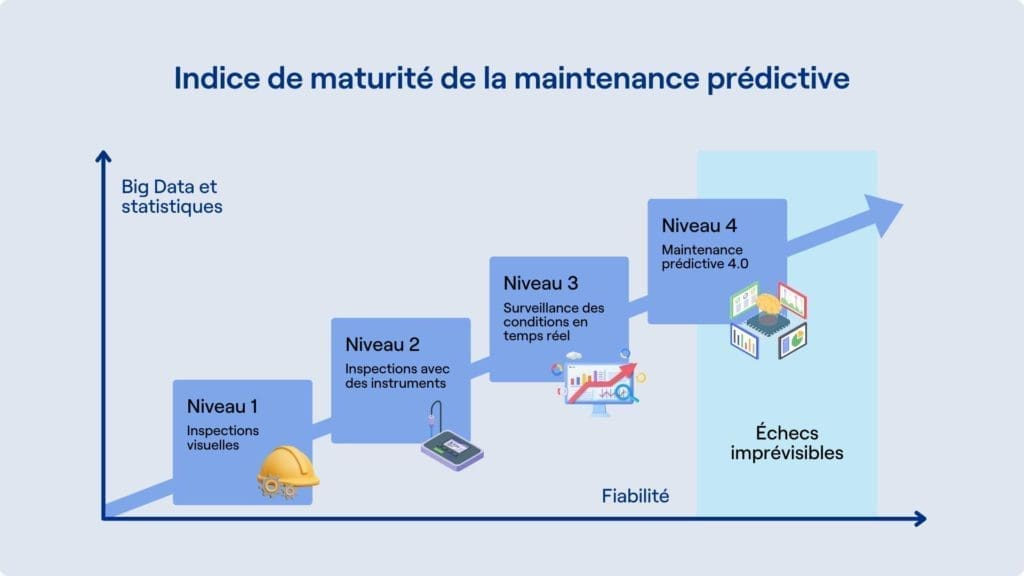 Indice de maturité de la maintenance prédictive
Big Data et
statistiques
Niveau 4
Maintenance
prédictive 4.0
Niveau 3
Surveillance des
conditions en
temps réel
Niveau 2
Inspections avec
des instruments
Niveau 1
Inspections
visuelles
Échecs
imprévisibles
Fiabilité